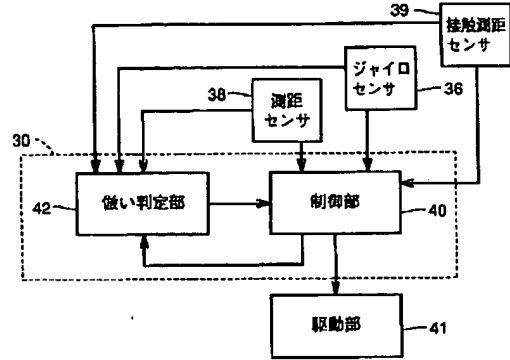 39
接触測距
センサ
ジャイロ
センサ
36
38
測距
センサ
30
42
倣い判定部
制御部
40
駆動部
41